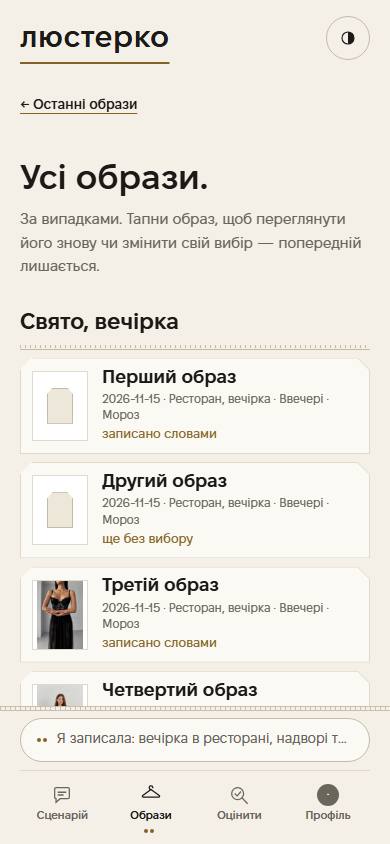 люстерко
← Останні образи
Усі образи.
За випадками. Тапни образ, щоб переглянути
його знову чи змінити свій вибір — попередній
лишається.
Свято, вечірка
Перший образ
2026-11-15 · Ресторан, вечірка · Ввечері ·
Мороз
записано словами
Другий образ
2026-11-15 · Ресторан, вечірка · Ввечері ·
Мороз
ще без вибору
Третій образ
2026-11-15 · Ресторан, вечірка · Ввечері ·
Мороз
записано словами
Четвертий образ
Я записала: вечірка в ресторані, надворі т...
Сценарій
Образи
Оцінити
Профіль